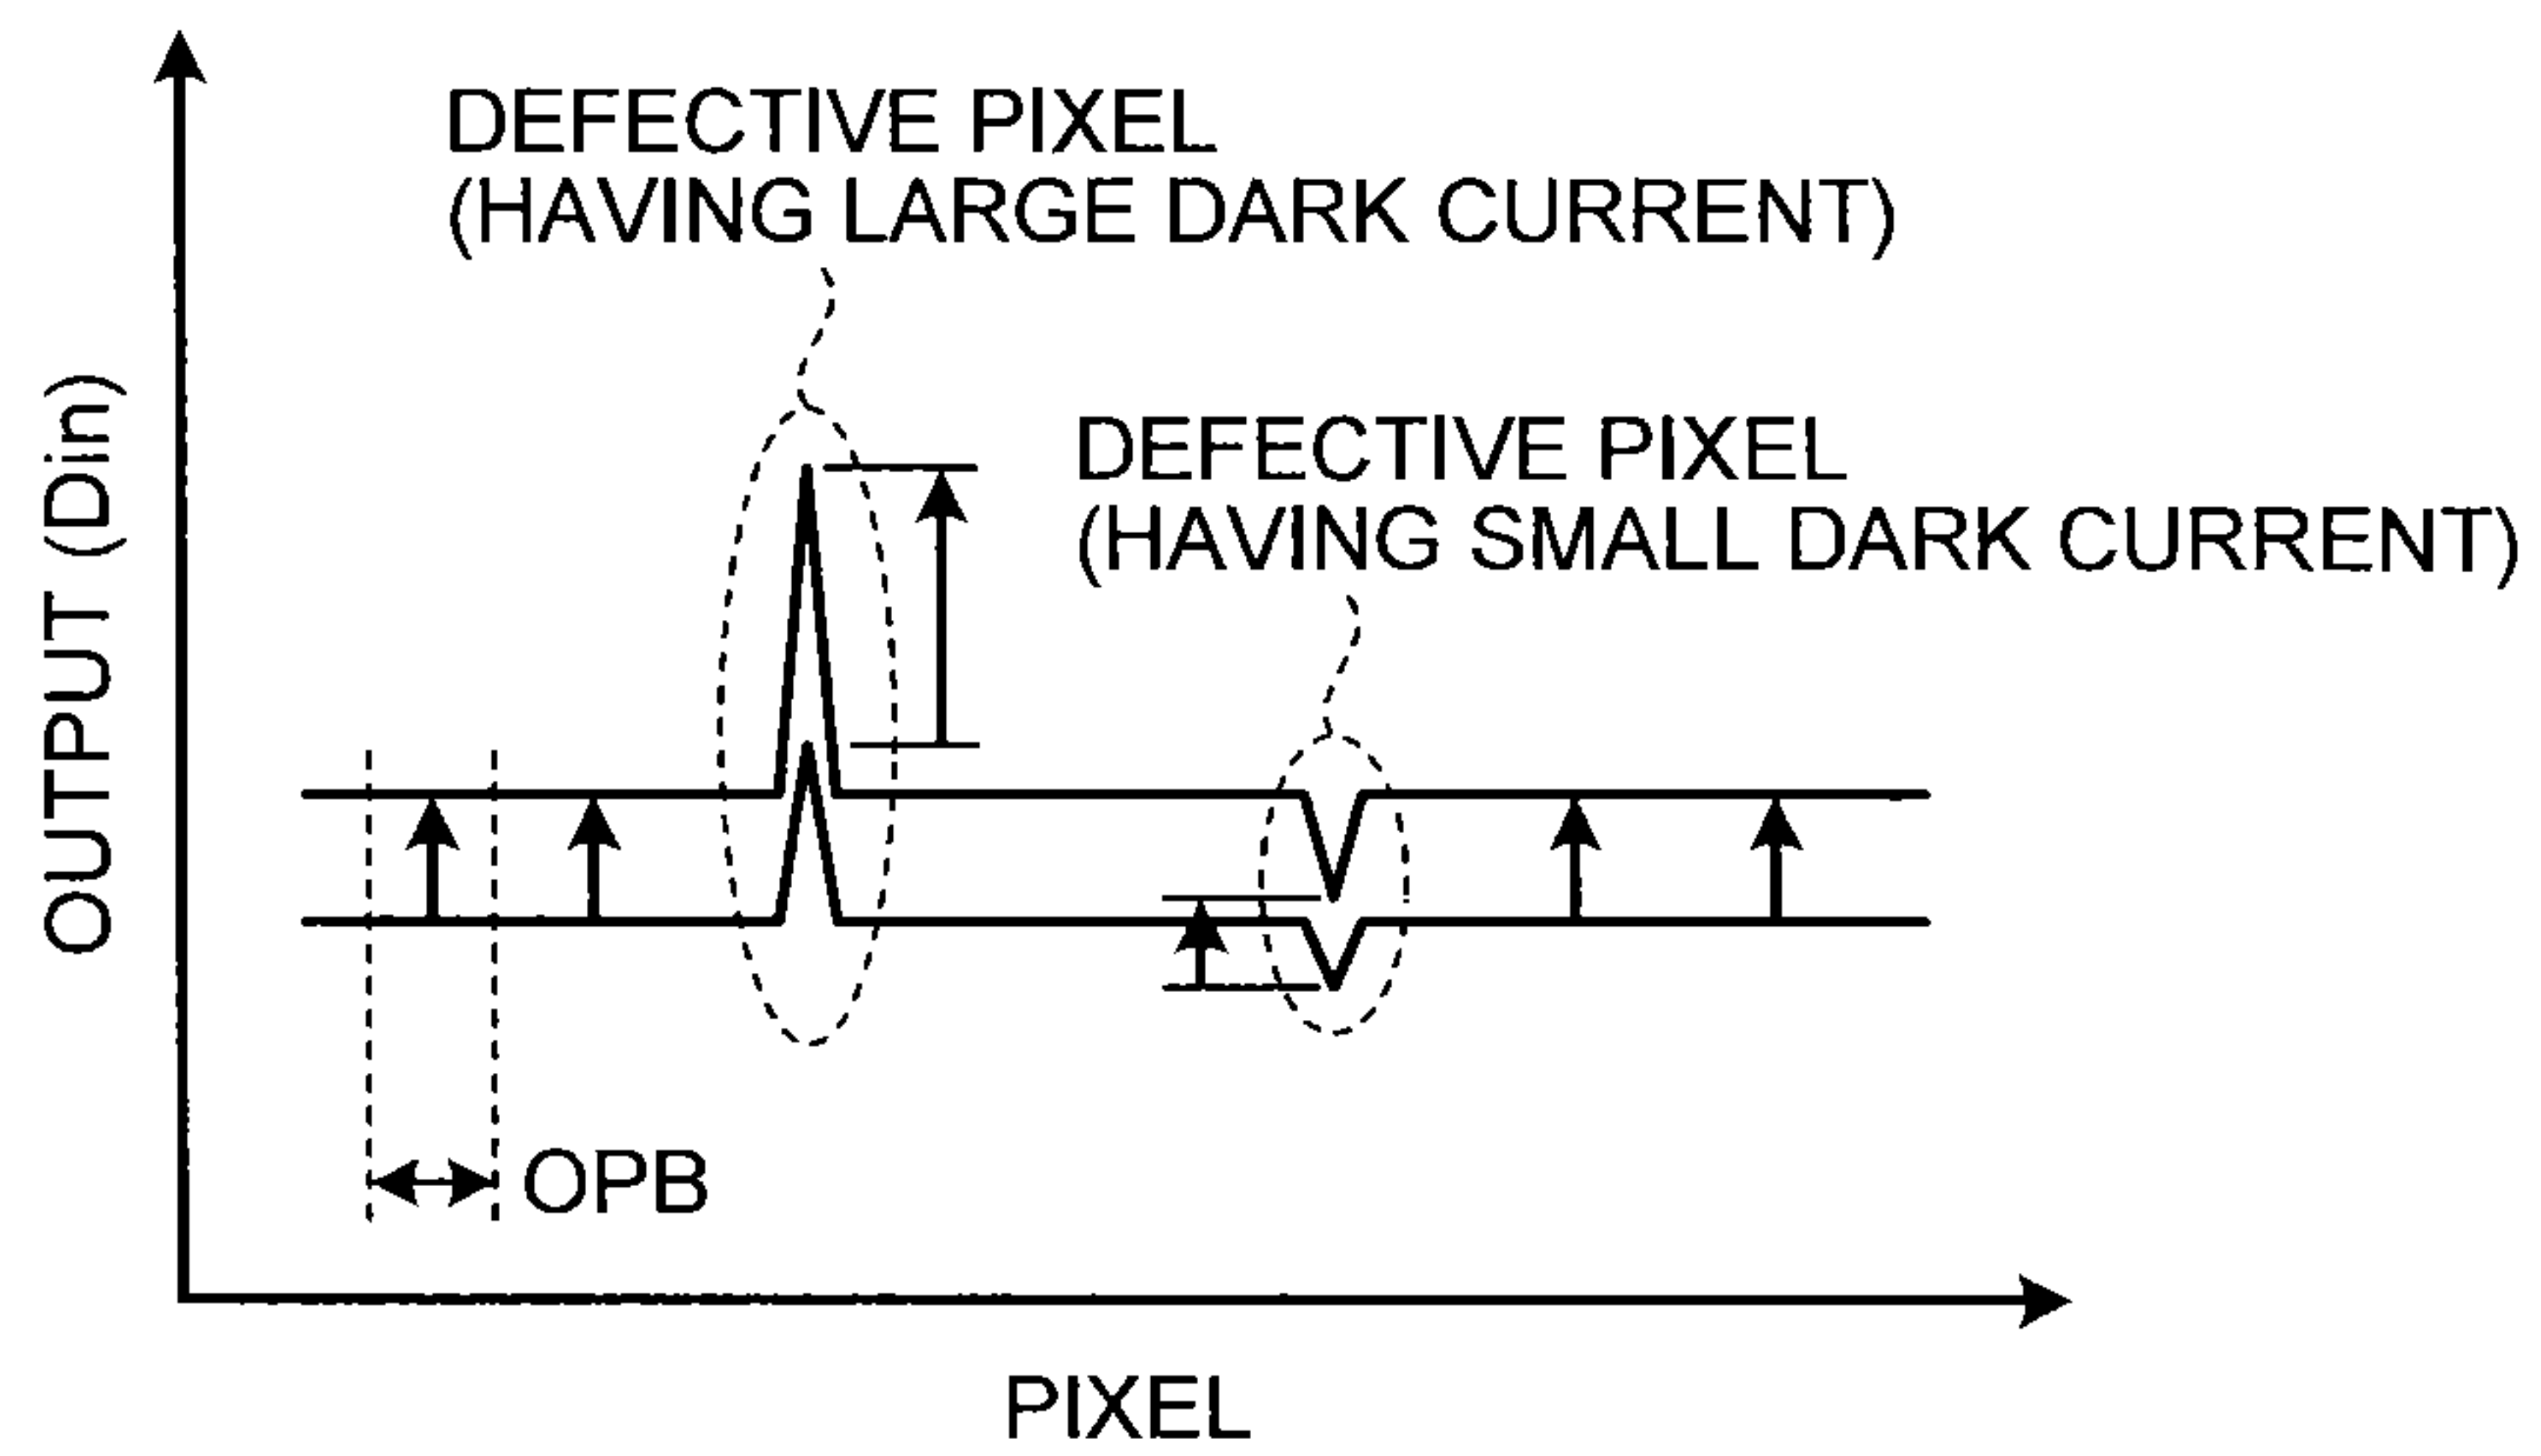 DEFECTIVE PIXEL
(HAVING LARGE DARK CURRENT)
DEFECTIVE PIXEL
(HAVING SMALL DARK CURRENT)
OUTPUT (Din)
OPB
PIXEL